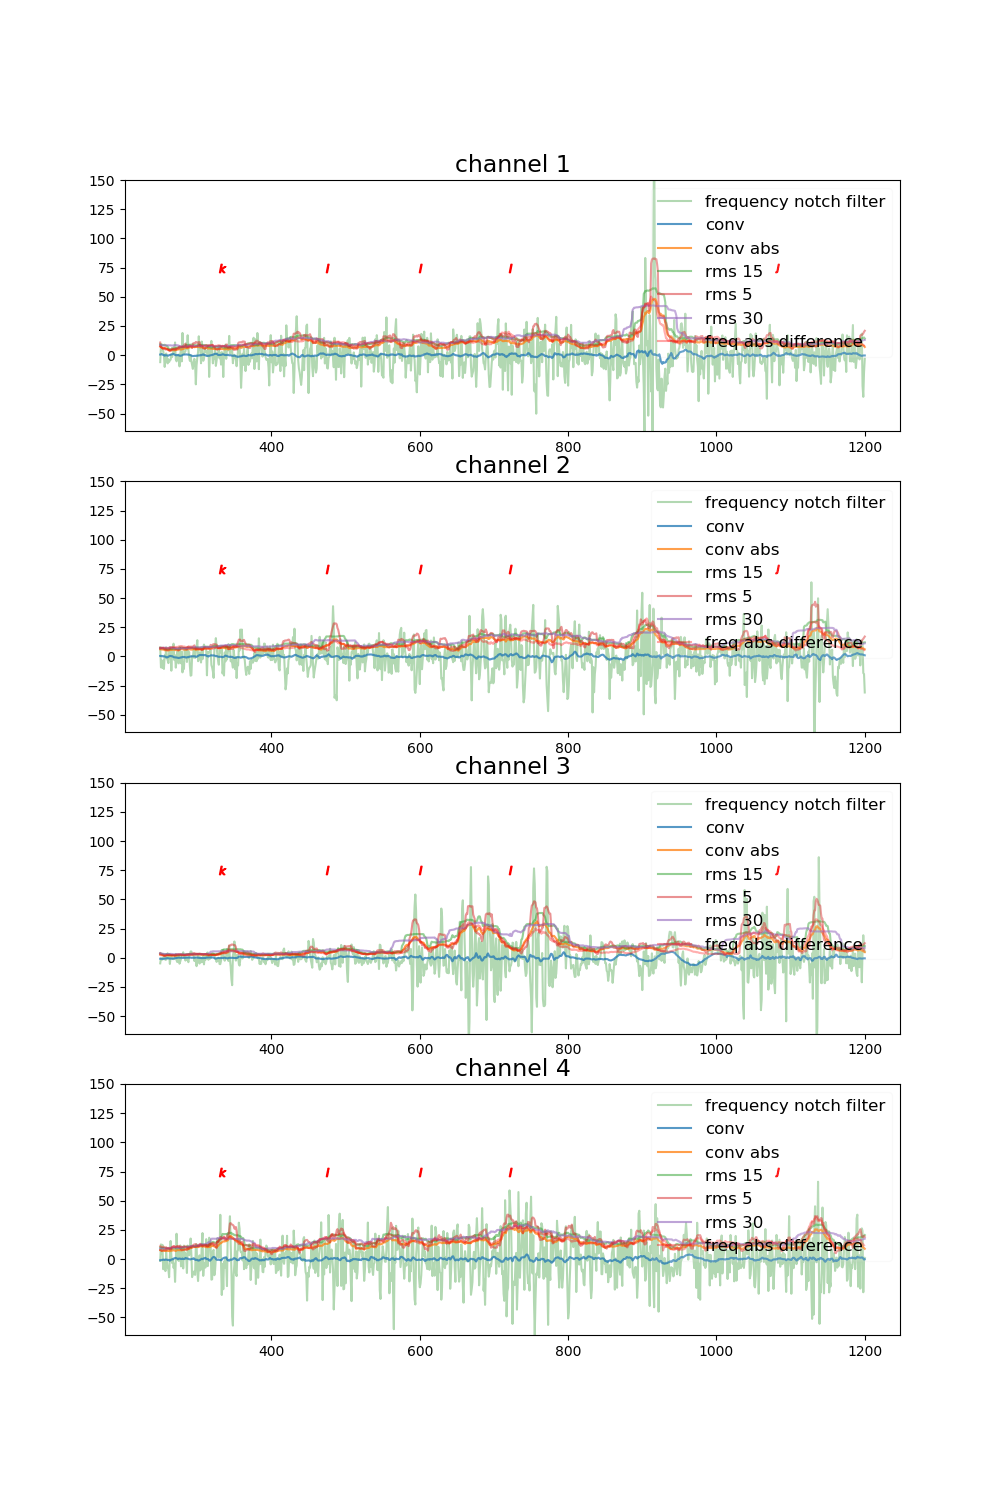 channel 1
150
125
100
75
50
25
0
−25
−50
k l l l J
frequency notch filter
conv
conv abs
rms 15
rms 5
rms 30
freq abs difference
400 600 800 1000 1200
channel 2
150
125
100
75
50
25
0
−25
−50
k l l l J
frequency notch filter
conv
conv abs
rms 15
rms 5
rms 30
freq abs difference
400 600 800 1000 1200
channel 3
150
125
100
75
50
25
0
−25
−50
k l l l J
frequency notch filter
conv
conv abs
rms 15
rms 5
rms 30
freq abs difference
400 600 800 1000 1200
channel 4
150
125
100
75
50
25
0
−25
−50
k l l l J
frequency notch filter
conv
conv abs
rms 15
rms 5
rms 30
freq abs difference
400 600 800 1000 1200